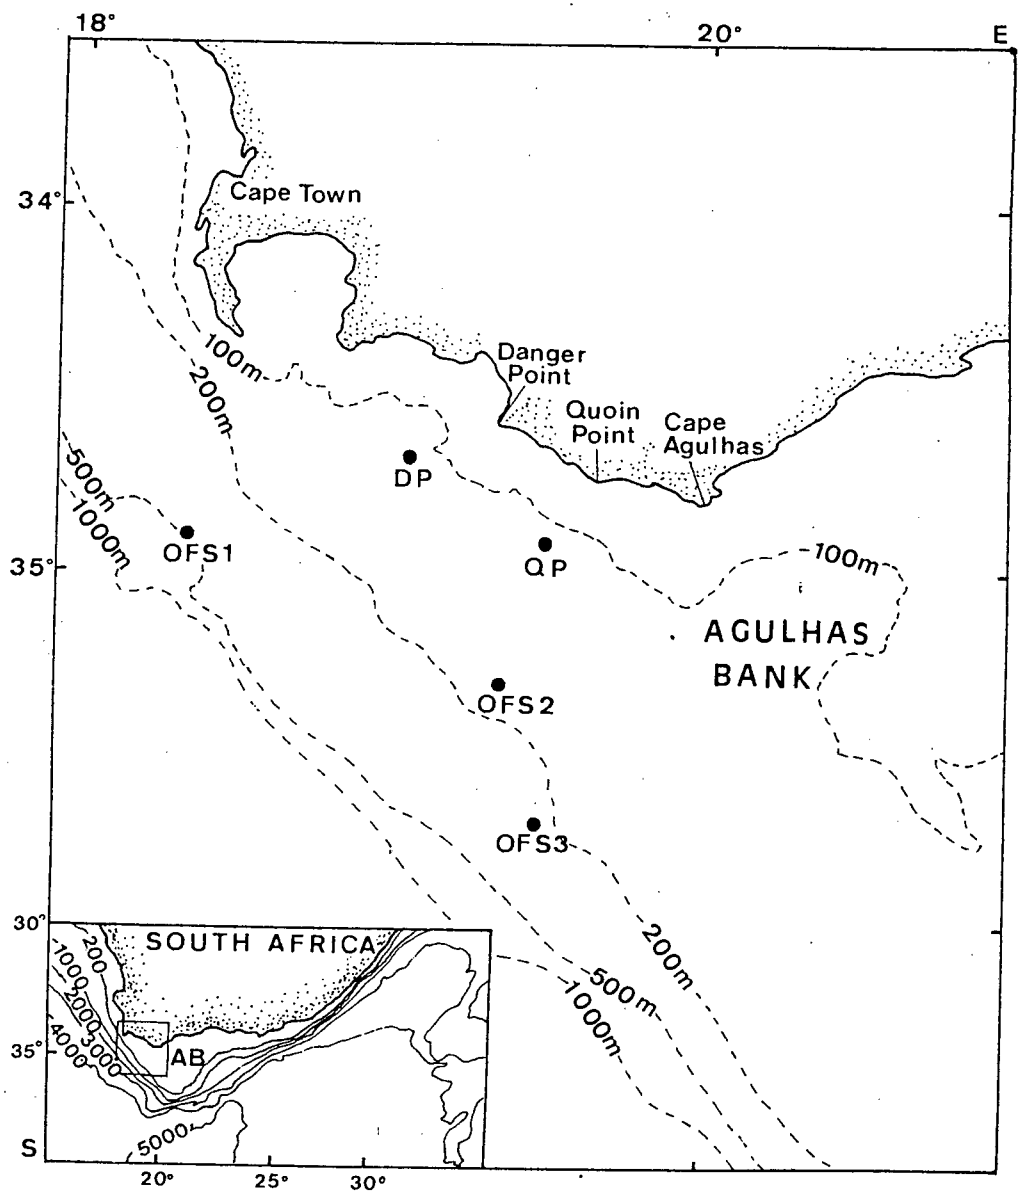 18°
20°
E
34°
Cape Town
100m
Danger
Point
200m
Quoin
Point
Cape
Agulhas
DP
500m
1000m
OFS1
QP
100m
35°
AGULHAS
BANK
OFS2
OFS3
200m
500m
1000m
30°
SOUTH AFRICA
200
1000
2000
3000
4000
35°
AB
5000
S
20°
25°
30°